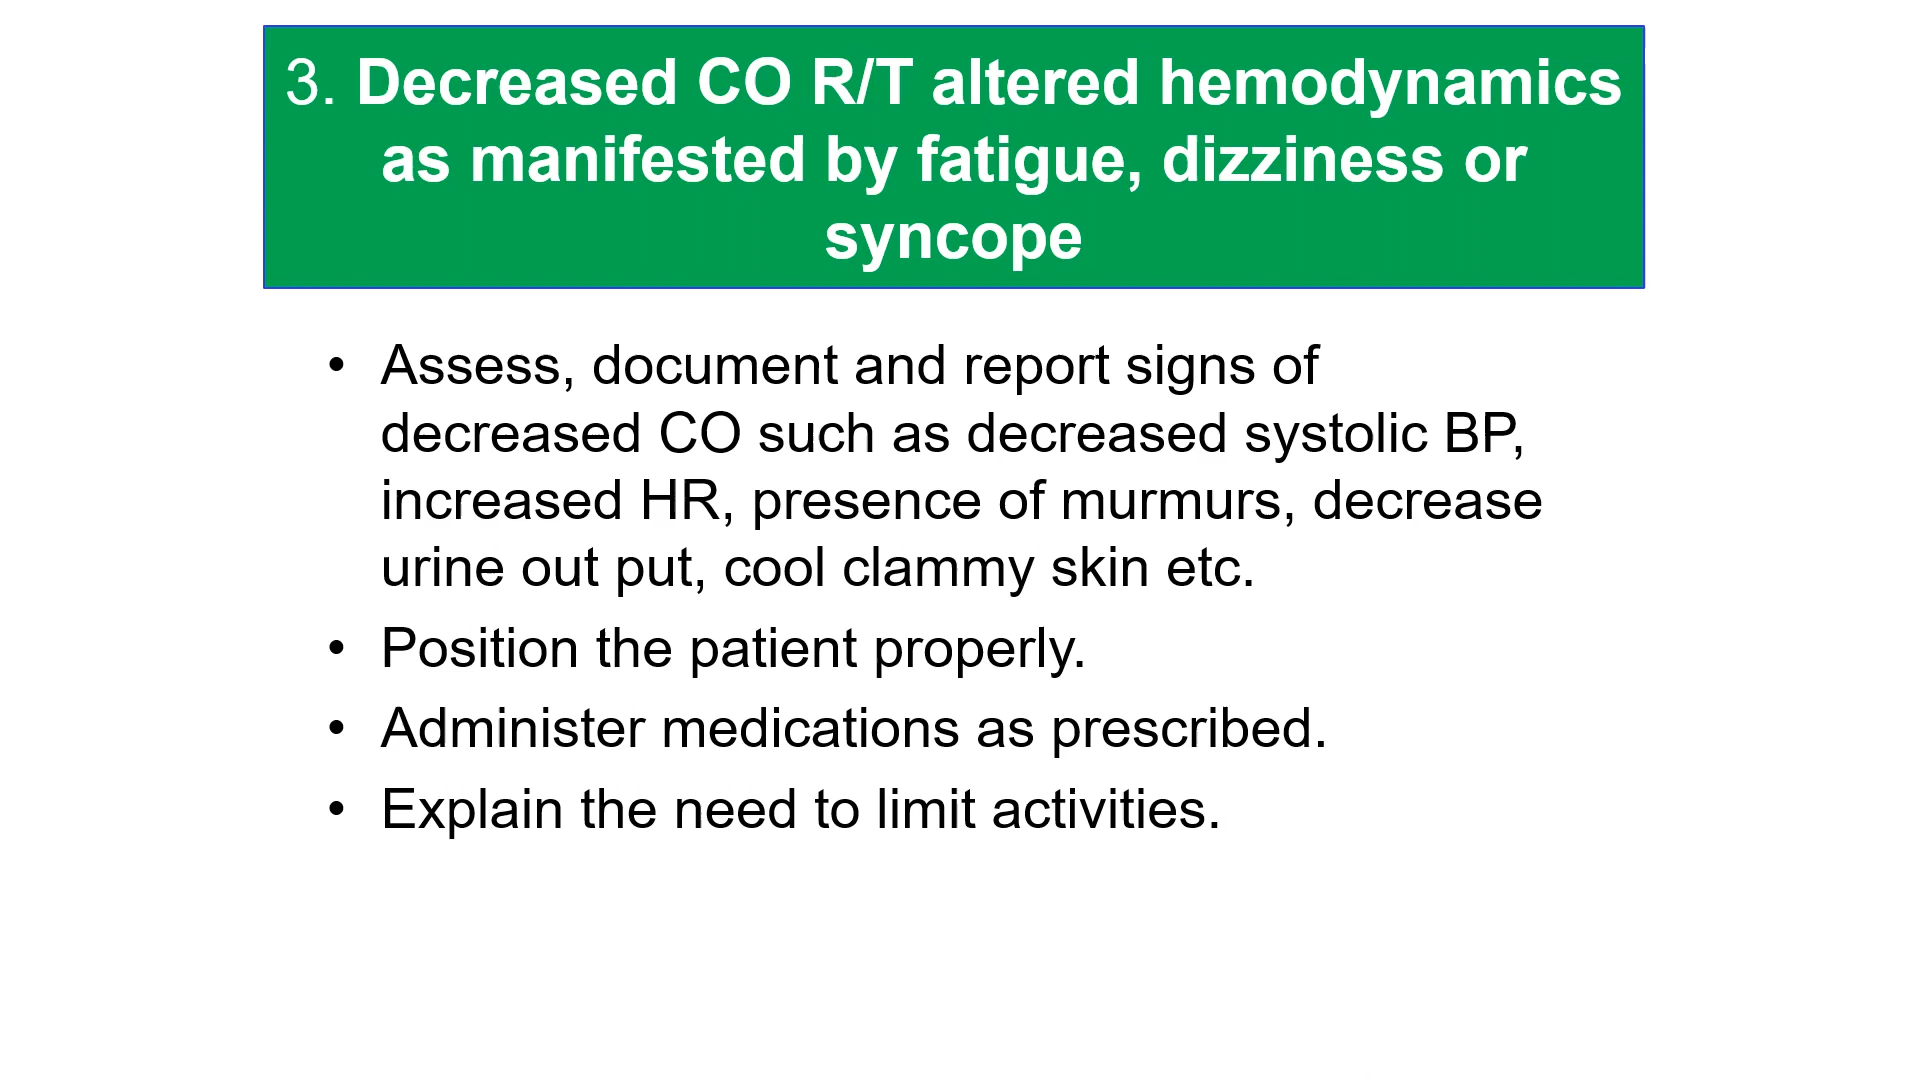 3. Decreased CO R/T altered hemodynamics
as manifested by fatigue, dizziness or
syncope
• Assess, document and report signs of
decreased CO such as decreased systolic BP,
increased HR, presence of murmurs, decrease
urine out put, cool clammy skin etc.
• Position the patient properly.
• Administer medications as prescribed.
• Explain the need to limit activities.